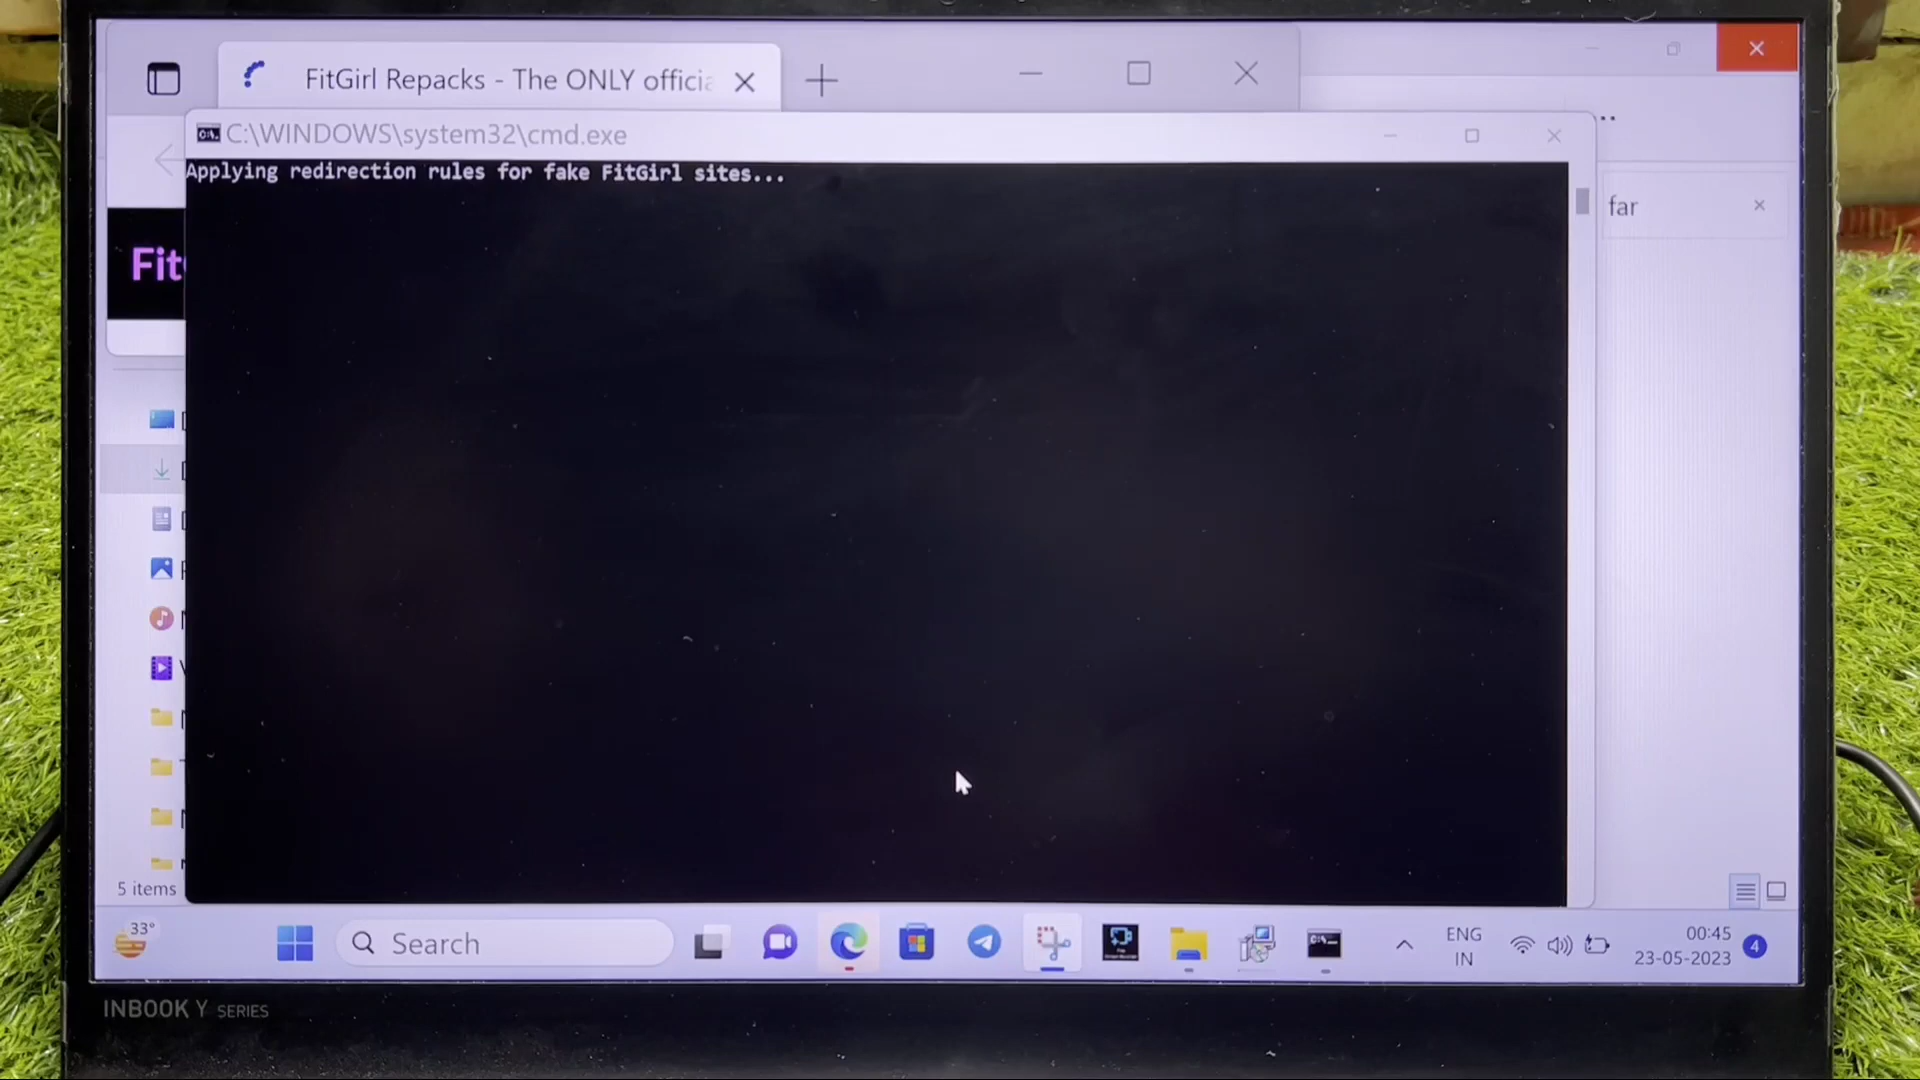 FitGirl Repacks - The ONLY officia
C:\WINDOWS\system32\cmd.exe
Applying redirection rules for fake FitGirl sites...
far
Fit
5 items
33°
Search
ENG
IN
00:45
23-05-2023
4
INBOOK Y SERIES